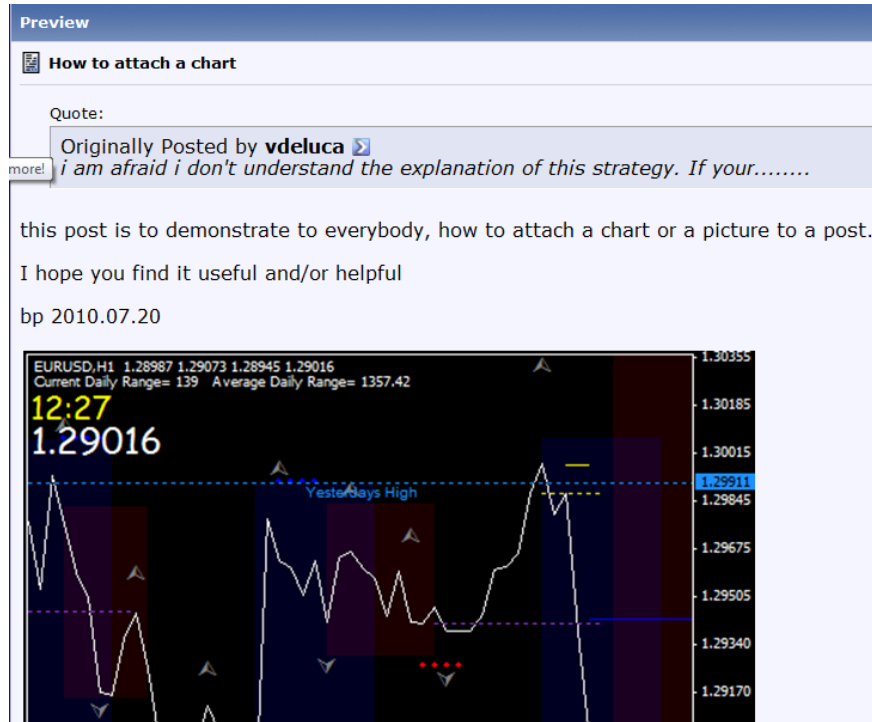 Preview
How to attach a chart
Quote:
Originally Posted by vdeluca
more!
i am afraid i don't understand the explanation of this strategy. If your........
this post is to demonstrate to everybody, how to attach a chart or a picture to a post.
I hope you find it useful and/or helpful
bp 2010.07.20
EURUSD,H1 1.28987 1.29073 1.28945 1.29016
Current Daily Range= 139 Average Daily Range= 1357.42
12:27
1.29016
Yesterdays High
1.30355
1.30185
1.30015
1.29911
1.29845
1.29675
1.29505
1.29340
1.29170